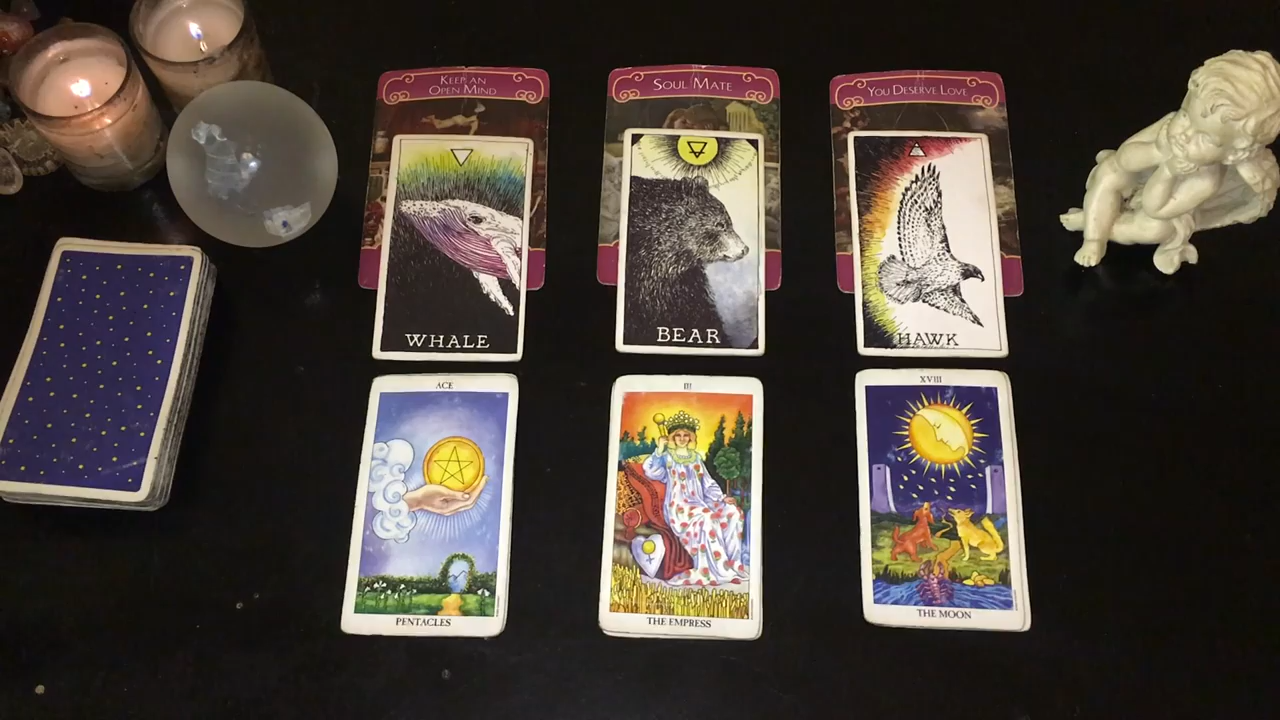 KEEP AN
OPEN MIND
SOUL MATE
YOU DESERVE LOVE
WHALE
BEAR
HAWK
ACE
III
XVIII
PENTACLES
THE EMPRESS
THE MOON